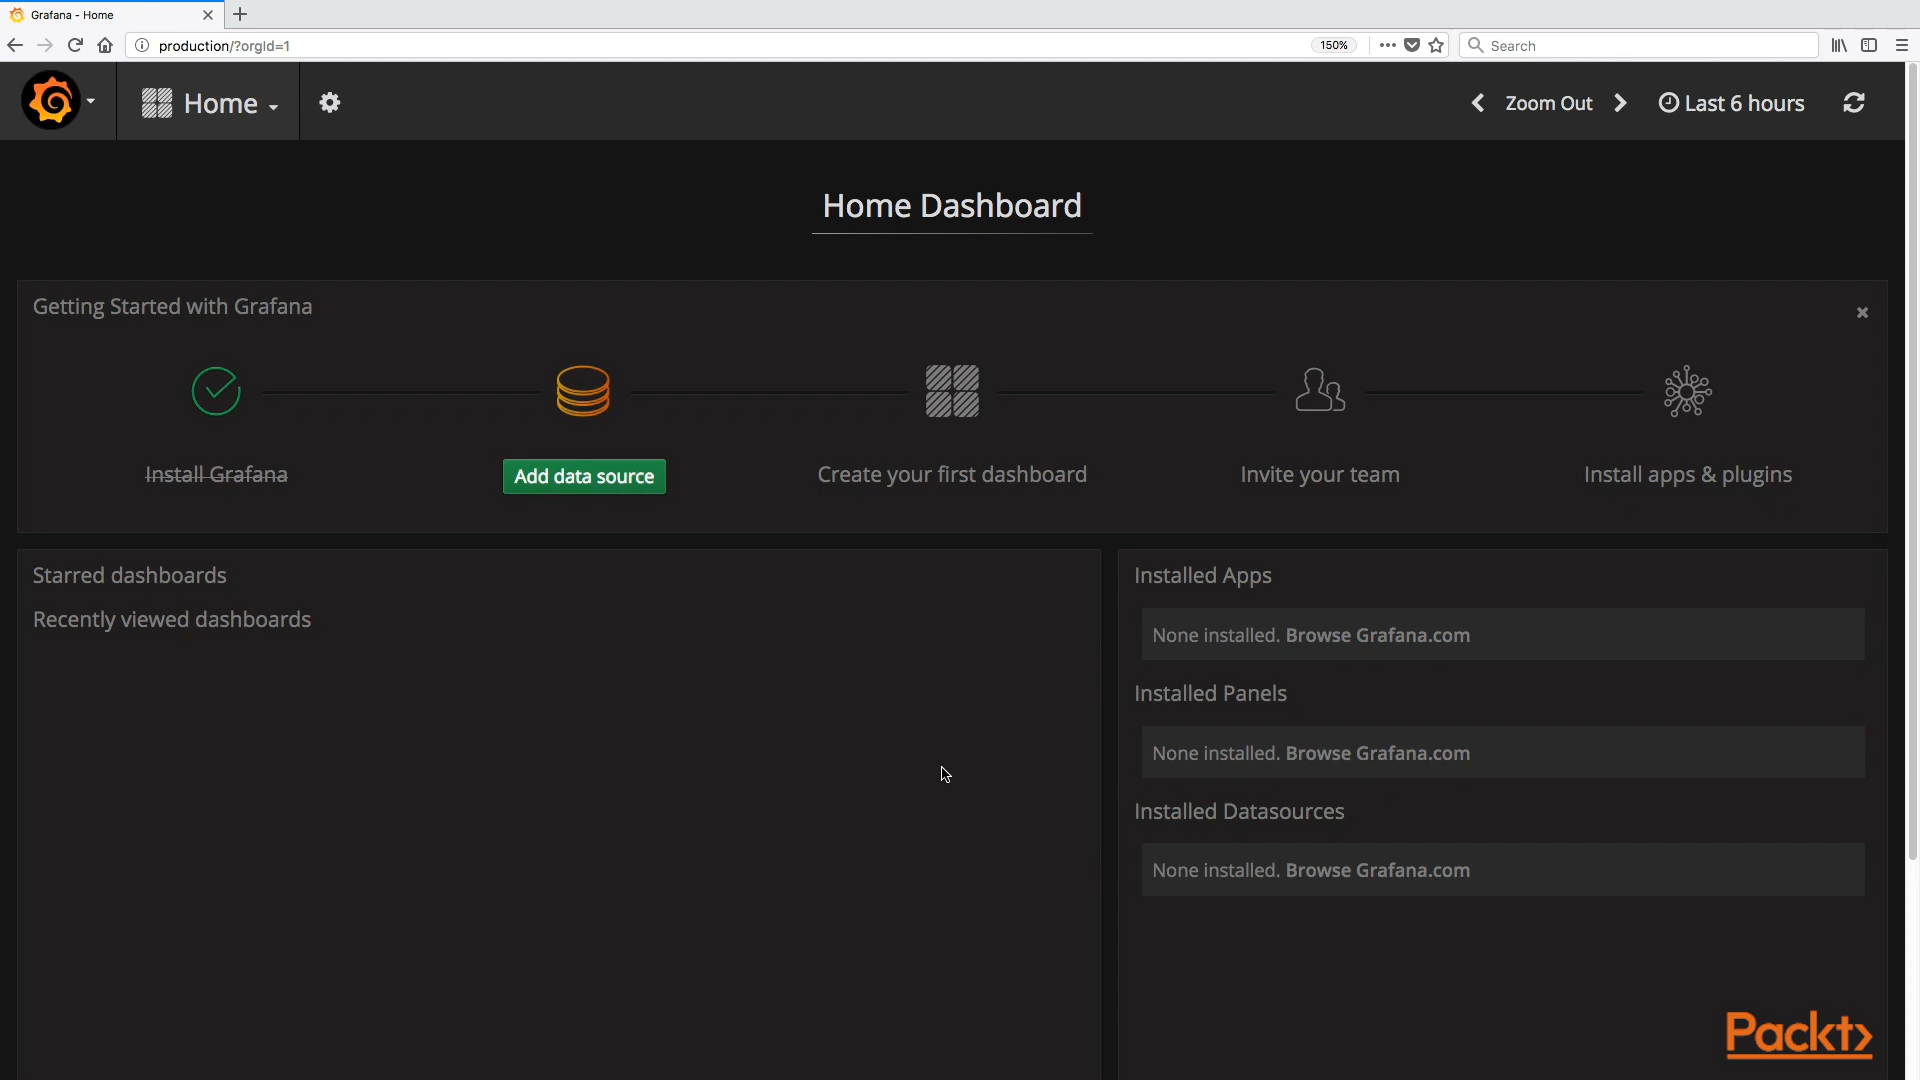 Grafana - Home
production/?orgId=1
150%
Search
Home
Zoom Out
Last 6 hours
Home Dashboard
Getting Started with Grafana
Install Grafana
Add data source
Create your first dashboard
Invite your team
Install apps & plugins
Starred dashboards
Recently viewed dashboards
Installed Apps
None installed. Browse Grafana.com
Installed Panels
None installed. Browse Grafana.com
Installed Datasources
None installed. Browse Grafana.com
Packt>